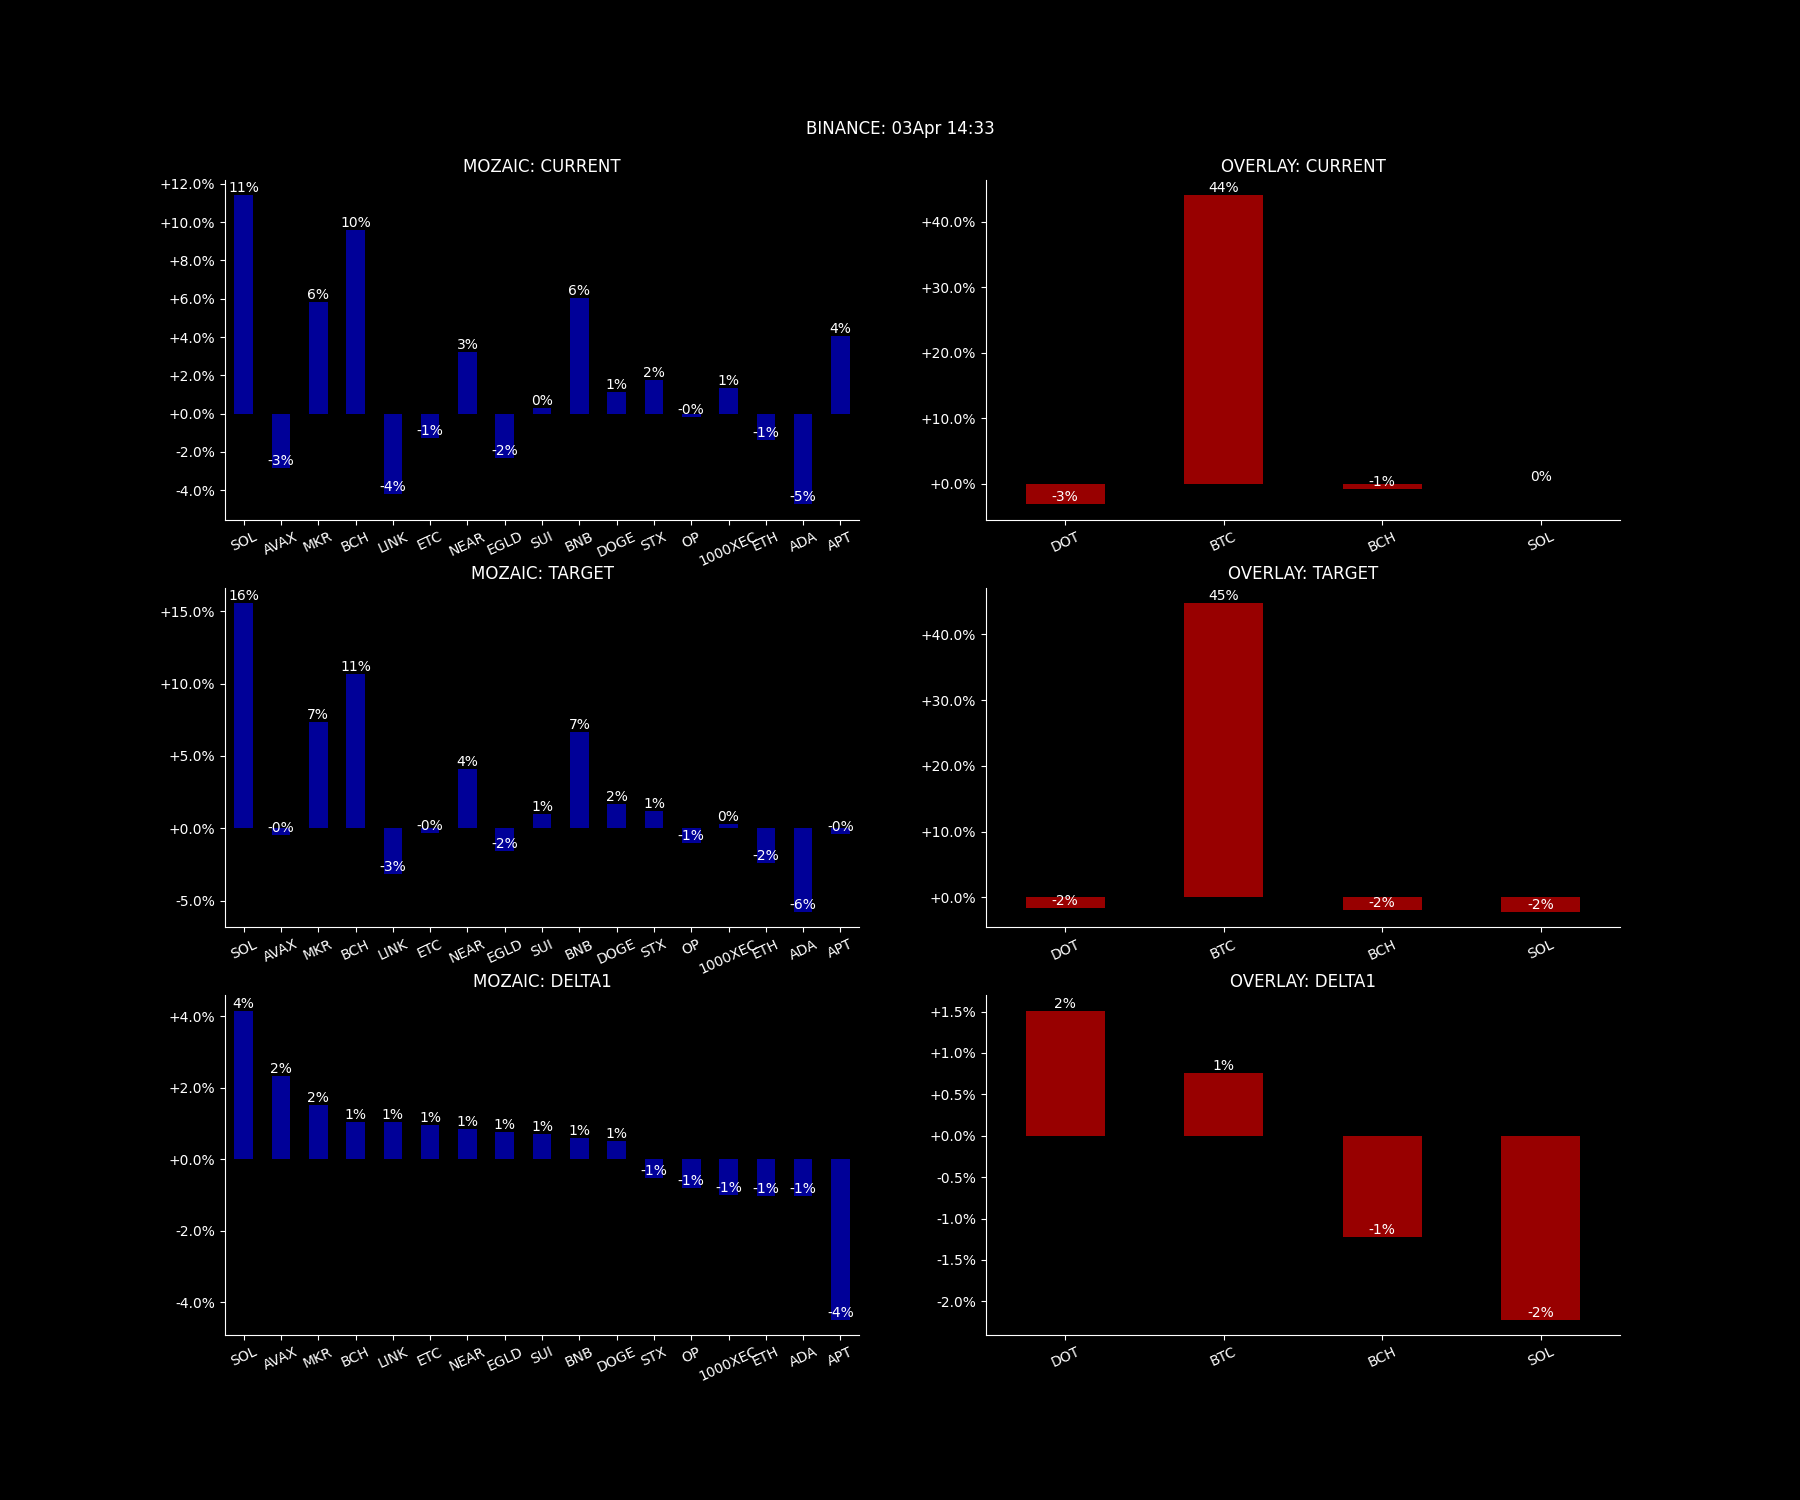 BINANCE: 03Apr 14:33
MOZAIC: CURRENT
+12.0%
+10.0%
+8.0%
+6.0%
+4.0%
+2.0%
+0.0%
-2.0%
-4.0%
11% -3% 6% 10% -4% -1% 3% -2% 0% 6% 1% 2% -0% 1% -1% -5% 4%
SOL AVAX MKR BCH LINK ETC NEAR EGLD SUI BNB DOGE STX OP 1000XEC ETH ADA APT
OVERLAY: CURRENT
+40.0%
+30.0%
+20.0%
+10.0%
+0.0%
-3% 44% -1% 0%
DOT BTC BCH SOL
MOZAIC: TARGET
+15.0%
+10.0%
+5.0%
+0.0%
-5.0%
16% -0% 7% 11% -3% -0% 4% -2% 1% 7% 2% 1% -1% 0% -2% -6% -0%
SOL AVAX MKR BCH LINK ETC NEAR EGLD SUI BNB DOGE STX OP 1000XEC ETH ADA APT
OVERLAY: TARGET
+40.0%
+30.0%
+20.0%
+10.0%
+0.0%
-2% 45% -2% -2%
DOT BTC BCH SOL
MOZAIC: DELTA1
+4.0%
+2.0%
+0.0%
-2.0%
-4.0%
4% 2% 2% 1% 1% 1% 1% 1% 1% 1% 1% -1% -1% -1% -1% -1% -4%
SOL AVAX MKR BCH LINK ETC NEAR EGLD SUI BNB DOGE STX OP 1000XEC ETH ADA APT
OVERLAY: DELTA1
+1.5%
+1.0%
+0.5%
+0.0%
-0.5%
-1.0%
-1.5%
-2.0%
2% 1% -1% -2%
DOT BTC BCH SOL